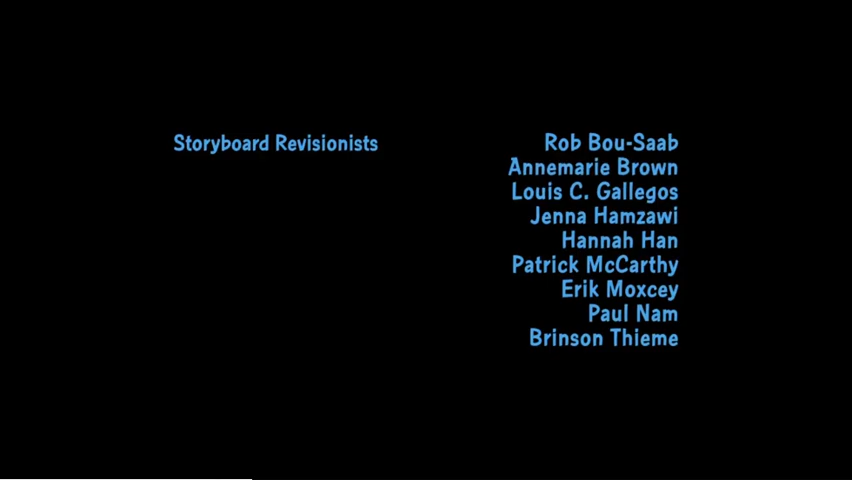 Storyboard Revisionists Rob Bou-Saab
Annemarie Brown
Louis C. Gallegos
Jenna Hamzawi
Hannah Han
Patrick McCarthy
Erik Moxcey
Paul Nam
Brinson Thieme